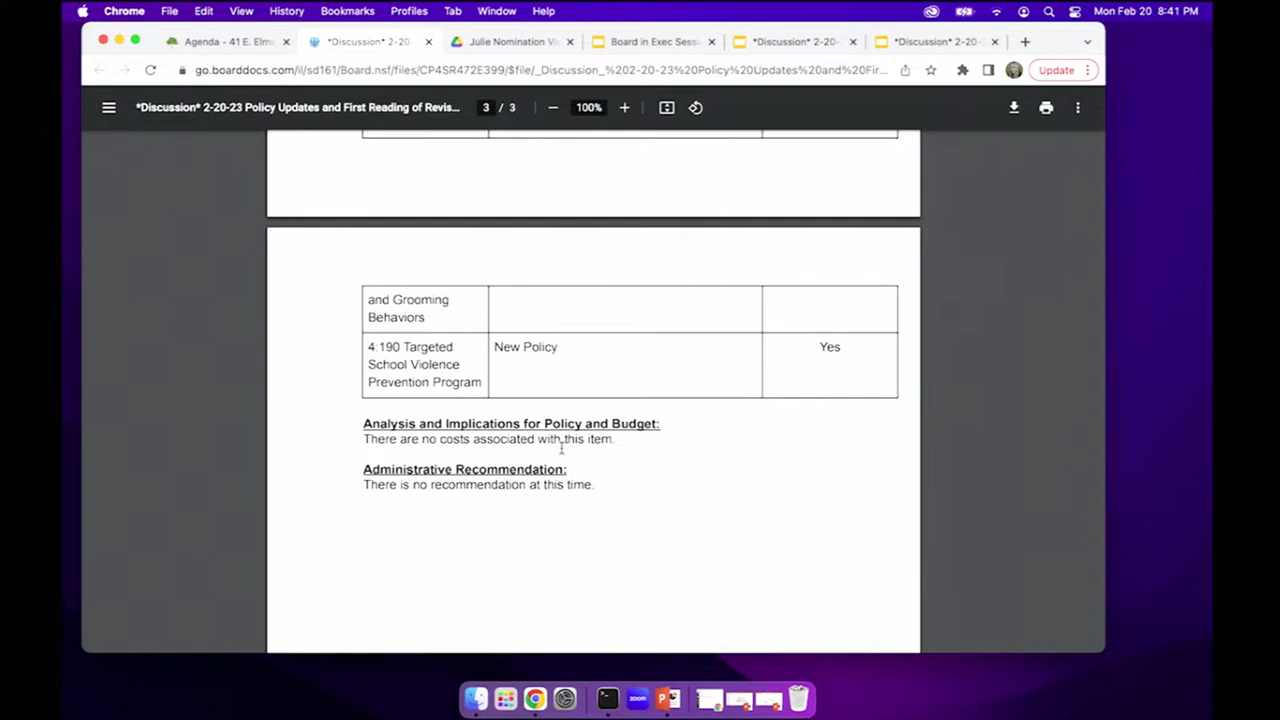 Chrome File Edit View History Bookmarks Profiles Tab Window Help Mon Feb 20 8:41 PM
Agenda - 41 E. Elm *Discussion* 2-20 Julie Nomination Vi Board in Exec Sessi *Discussion* 2-20- *Discussion* 2-20-
go.boarddocs.com/il/sd161/Board.nsf/files/CP4SR472E399/$file/_Discussion_%202-20-23%20Policy%20Updates%20and%20Fir... Update
*Discussion* 2-20-23 Policy Updates and First Reading of Revis... 3 / 3 100%
and Grooming
Behaviors
4:190 Targeted New Policy Yes
School Violence
Prevention Program
Analysis and Implications for Policy and Budget:
There are no costs associated with this item.
Administrative Recommendation:
There is no recommendation at this time.
zoom